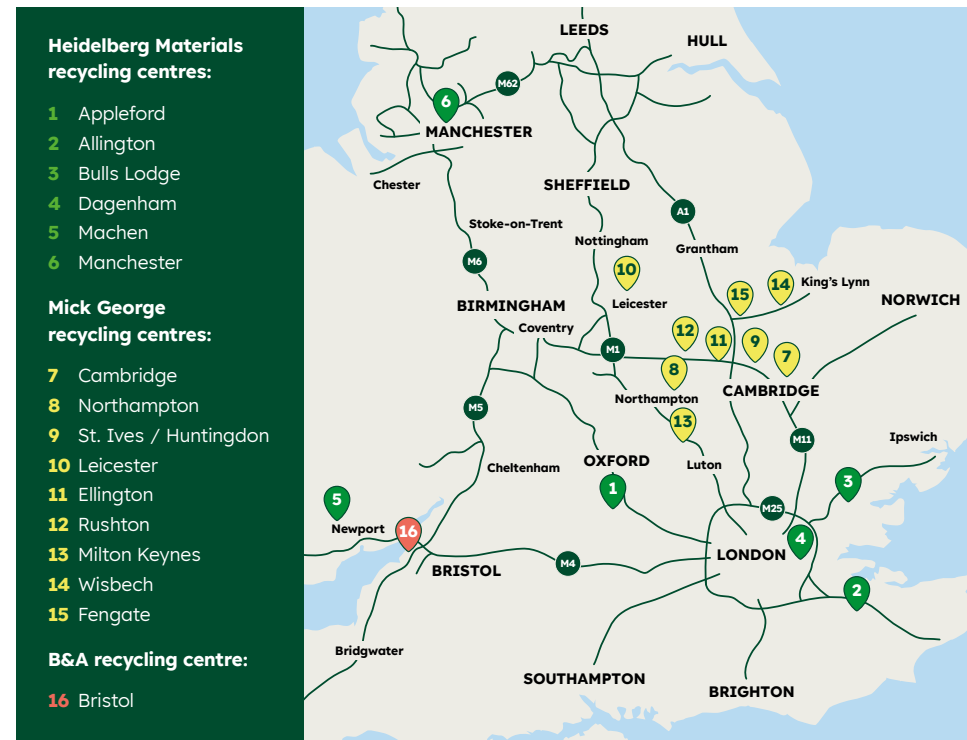 Heidelberg Materials
recycling centres:
1 Appleford
2 Allington
3 Bulls Lodge
4 Dagenham
5 Machen
6 Manchester
Mick George
recycling centres:
7 Cambridge
8 Northampton
9 St. Ives / Huntingdon
10 Leicester
11 Ellington
12 Rushton
13 Milton Keynes
14 Wisbech
15 Fengate
B&A recycling centre:
16 Bristol
LEEDS
HULL
M62
6
MANCHESTER
Chester
SHEFFIELD
A1
Stoke-on-Trent
Nottingham
Grantham
M6
10
14
King's Lynn
15
NORWICH
BIRMINGHAM
Leicester
Coventry
12
11
9
M1
7
8
CAMBRIDGE
Northampton
M5
13
M11
Ipswich
OXFORD
Luton
Cheltenham
3
1
5
M25
Newport
16
4
LONDON
M4
BRISTOL
2
Bridgwater
SOUTHAMPTON
BRIGHTON